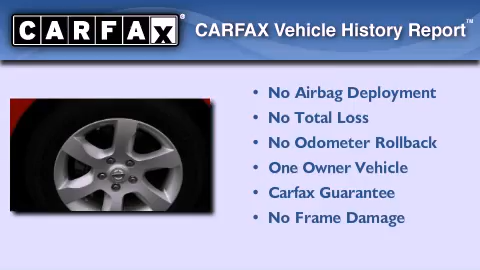 CARFAX® CARFAX Vehicle History Report™
• No Airbag Deployment
• No Total Loss
• No Odometer Rollback
• One Owner Vehicle
• Carfax Guarantee
• No Frame Damage